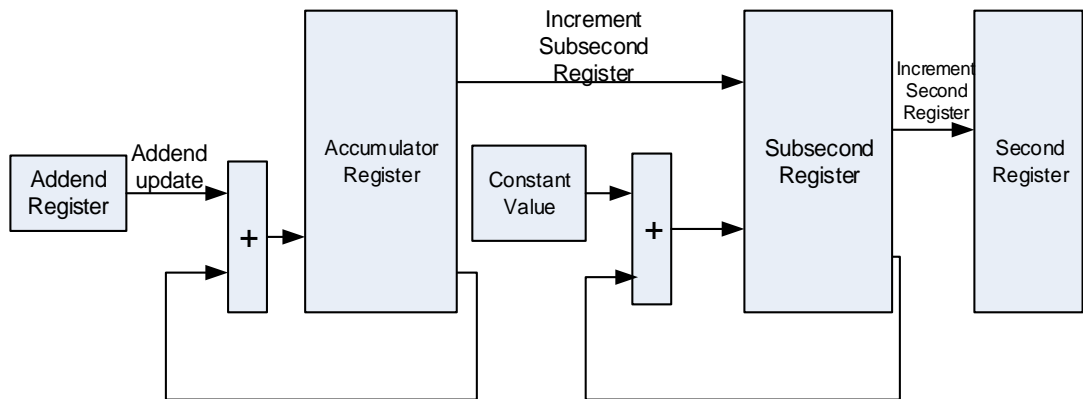 Addend
Register
Addend
update
+
Accumulator
Register
Increment
Subsecond
Register
Constant
Value
+
Subsecond
Register
Increment
Second
Register
Second
Register